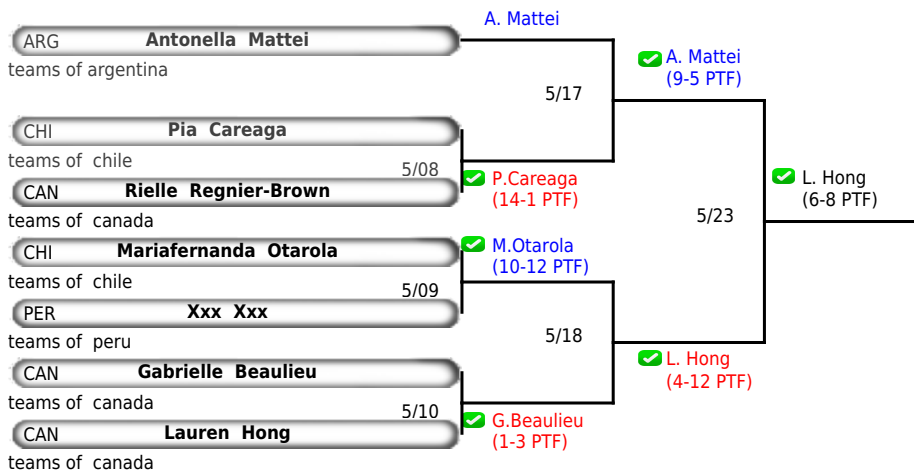 A. Mattei
ARG Antonella Mattei
teams of argentina
A. Mattei
(9-5 PTF)
5/17
CHI Pia Careaga
teams of chile
5/08
CAN Rielle Regnier-Brown
P.Careaga
(14-1 PTF)
L. Hong
(6-8 PTF)
teams of canada
5/23
CHI Mariafernanda Otarola
M.Otarola
(10-12 PTF)
teams of chile
5/09
PER Xxx Xxx
teams of peru
5/18
CAN Gabrielle Beaulieu
L. Hong
(4-12 PTF)
teams of canada
5/10
CAN Lauren Hong
G.Beaulieu
(1-3 PTF)
teams of canada